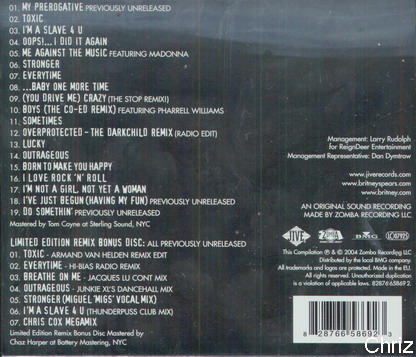 01. MY PREROGATIVE PREVIOUSLY UNRELEASED
02. TOXIC
03. I'M A SLAVE 4 U
04. OOPS!...I DID IT AGAIN
05. ME AGAINST THE MUSIC FEATURING MADONNA
06. STRONGER
07. EVERYTIME
08. ...BABY ONE MORE TIME
09. (YOU DRIVE ME) CRAZY (THE STOP REMIX!)
10. BOYS (THE CO-ED REMIX) FEATURING PHARRELL WILLIAMS
11. SOMETIMES
12. OVERPROTECTED - THE DARKCHILD REMIX (RADIO EDIT)
13. LUCKY
14. OUTRAGEOUS
15. BORN TO MAKE YOU HAPPY
16. I LOVE ROCK 'N' ROLL
17. I'M NOT A GIRL, NOT YET A WOMAN
18. I'VE JUST BEGUN (HAVING MY FUN) PREVIOUSLY UNRELEASED
19. DO SOMETHIN' PREVIOUSLY UNRELEASED
Mastered by Tom Coyne at Sterling Sound, NYC
LIMITED EDITION REMIX BONUS DISC: ALL PREVIOUSLY UNRELEASED
01. TOXIC - ARMAND VAN HELDEN REMIX EDIT
02. EVERYTIME - HI-BIAS RADIO REMIX
03. BREATHE ON ME - JACQUES LU CONT MIX
04. OUTRAGEOUS - JUNKIE XL'S DANCEHALL MIX
05. STRONGER (MIGUEL 'MIGS' VOCAL MIX)
06. I'M A SLAVE 4 U (THUNDERPUSS CLUB MIX)
07. CHRIS COX MEGAMIX
Limited Edition Remix Bonus Disc Mastered by
Chaz Harper at Battery Mastering, NYC
Management: Larry Rudolph
for ReignDeer Entertainment
Management Representative: Dan Dymtrow
www.jiverecords.com
www.britneyspears.com
www.britney.com
AN ORIGINAL SOUND RECORDING
MADE BY ZOMBA RECORDING LLC
JIVE
ZOMBA
BMG
LC 07925
This Compilation ℗ & © 2004 Zomba Recording LLC
Distributed by the local BMG company.
All trademarks and logos are protected. Made in the EU.
All rights reserved. Unauthorized duplication
is a violation of applicable laws. 82876 65869 2.
8 28766 58692 3
Chriz